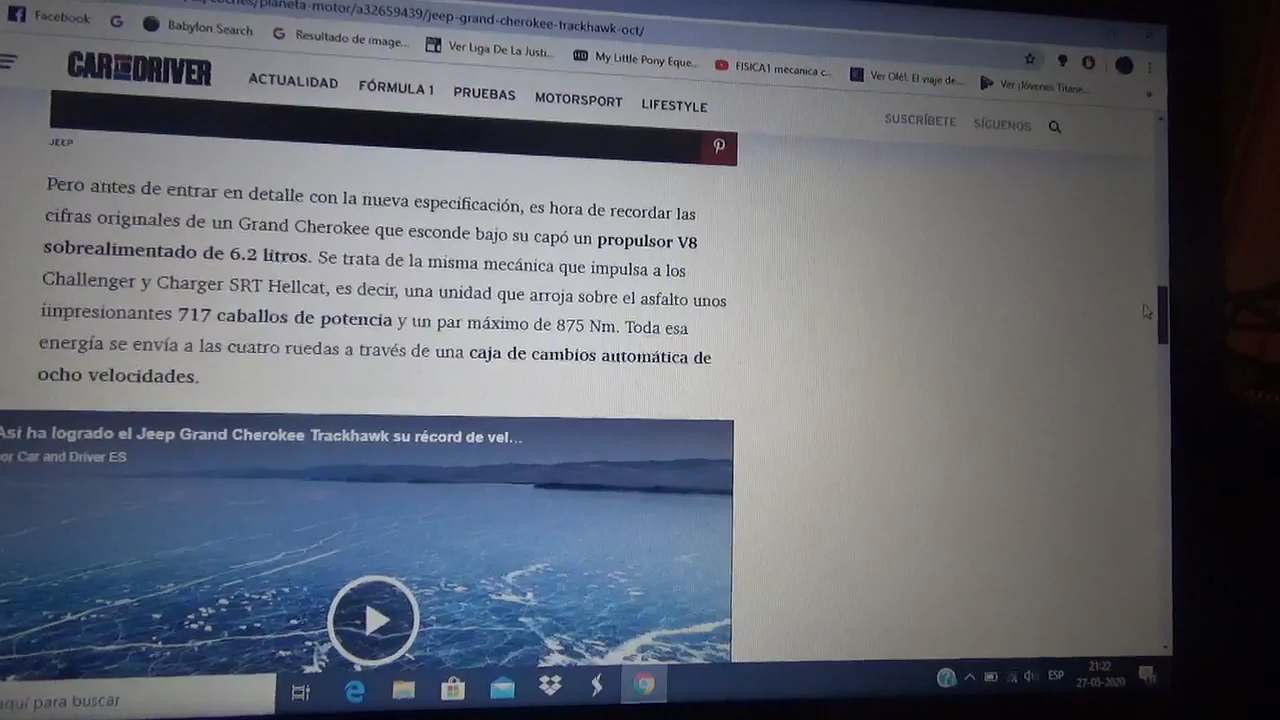 planeta-motor/a32659439/jeep-grand-cherokee-trackhawk-oct/
Facebook
Babylon Search
Resultado de image...
Ver Liga De La Justi...
My Little Pony Eque...
FISICA1 mecanica c...
Ver Olé!. El viaje de...
Ver ¡Jóvenes Titane...
CAR AND DRIVER
ACTUALIDAD FÓRMULA 1 PRUEBAS MOTORSPORT LIFESTYLE
SUSCRÍBETE SÍGUENOS
JEEP
Pero antes de entrar en detalle con la nueva especificación, es hora de recordar las
cifras originales de un Grand Cherokee que esconde bajo su capó un propulsor V8
sobrealimentado de 6.2 litros. Se trata de la misma mecánica que impulsa a los
Challenger y Charger SRT Hellcat, es decir, una unidad que arroja sobre el asfalto unos
impresionantes 717 caballos de potencia y un par máximo de 875 Nm. Toda esa
energía se envía a las cuatro ruedas a través de una caja de cambios automática de
ocho velocidades.
Así ha logrado el Jeep Grand Cherokee Trackhawk su récord de vel...
or Car and Driver ES
aquí para buscar
ESP
21:22
27-05-2020